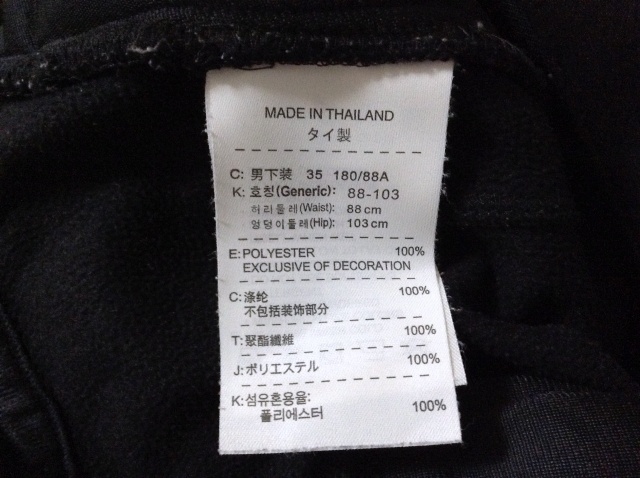 MADE IN THAILAND
タイ製
C: 男下装 35 180/88A
K: 호칭(Generic): 88-103
허리둘레(Waist): 88 cm
엉덩이둘레(Hip): 103 cm
E: POLYESTER 100%
EXCLUSIVE OF DECORATION
C: 涤纶 100%
不包括装饰部分
T: 聚酯纖維 100%
J: ポリエステル 100%
K: 섬유혼용율:
폴리에스터 100%